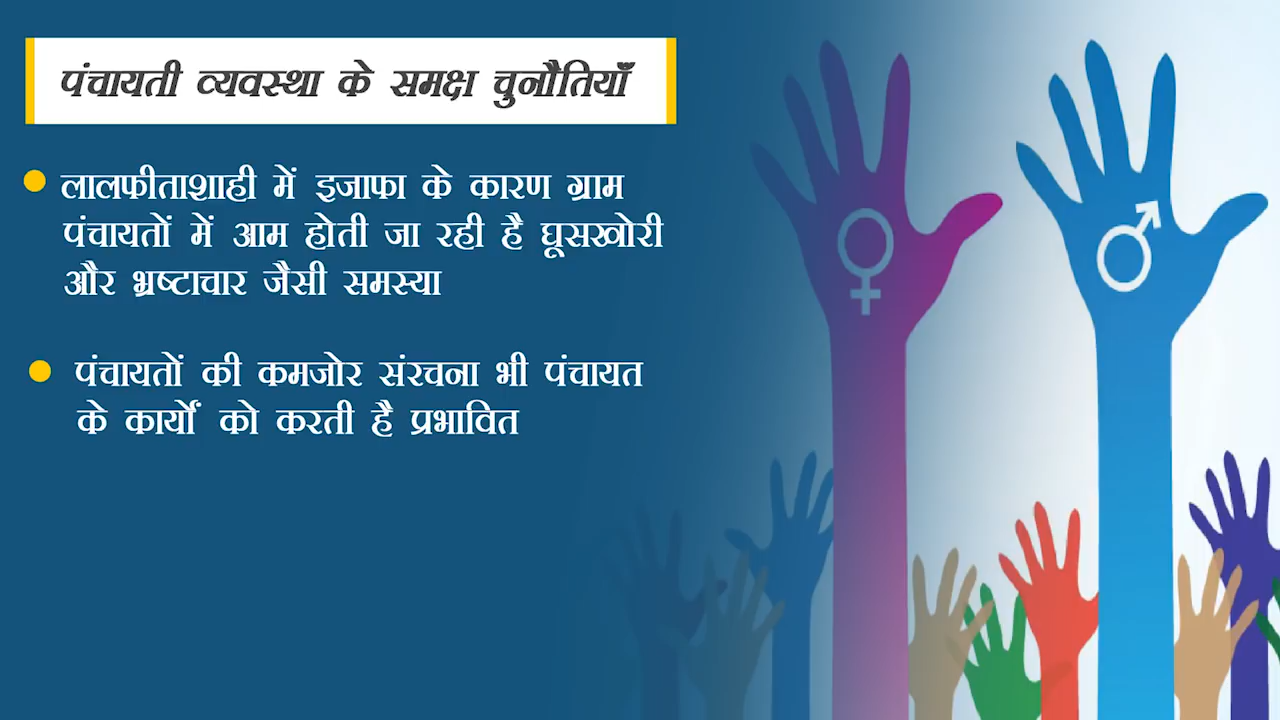 पंचायती व्यवस्था के समक्ष चुनौतियाँ
लालफीताशाही में इजाफा के कारण ग्राम
पंचायतों में आम होती जा रही है घूसखोरी
और भ्रष्टाचार जैसी समस्या
पंचायतों की कमजोर संरचना भी पंचायत
के कार्यों को करती है प्रभावित